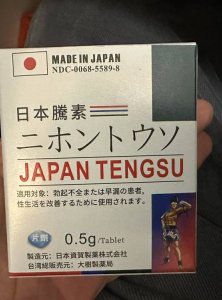 MADE IN JAPAN
NDC-0068-5589-8
日本騰素
ニホントウソ
JAPAN TENGSU
適用対象: 勃起不全または早漏の患者,
性生活を改善するために使用されます。
片劑 0.5g/Tablet
製造元: 日本資賀製薬株式会社
台湾総販売元: 大樹製薬局